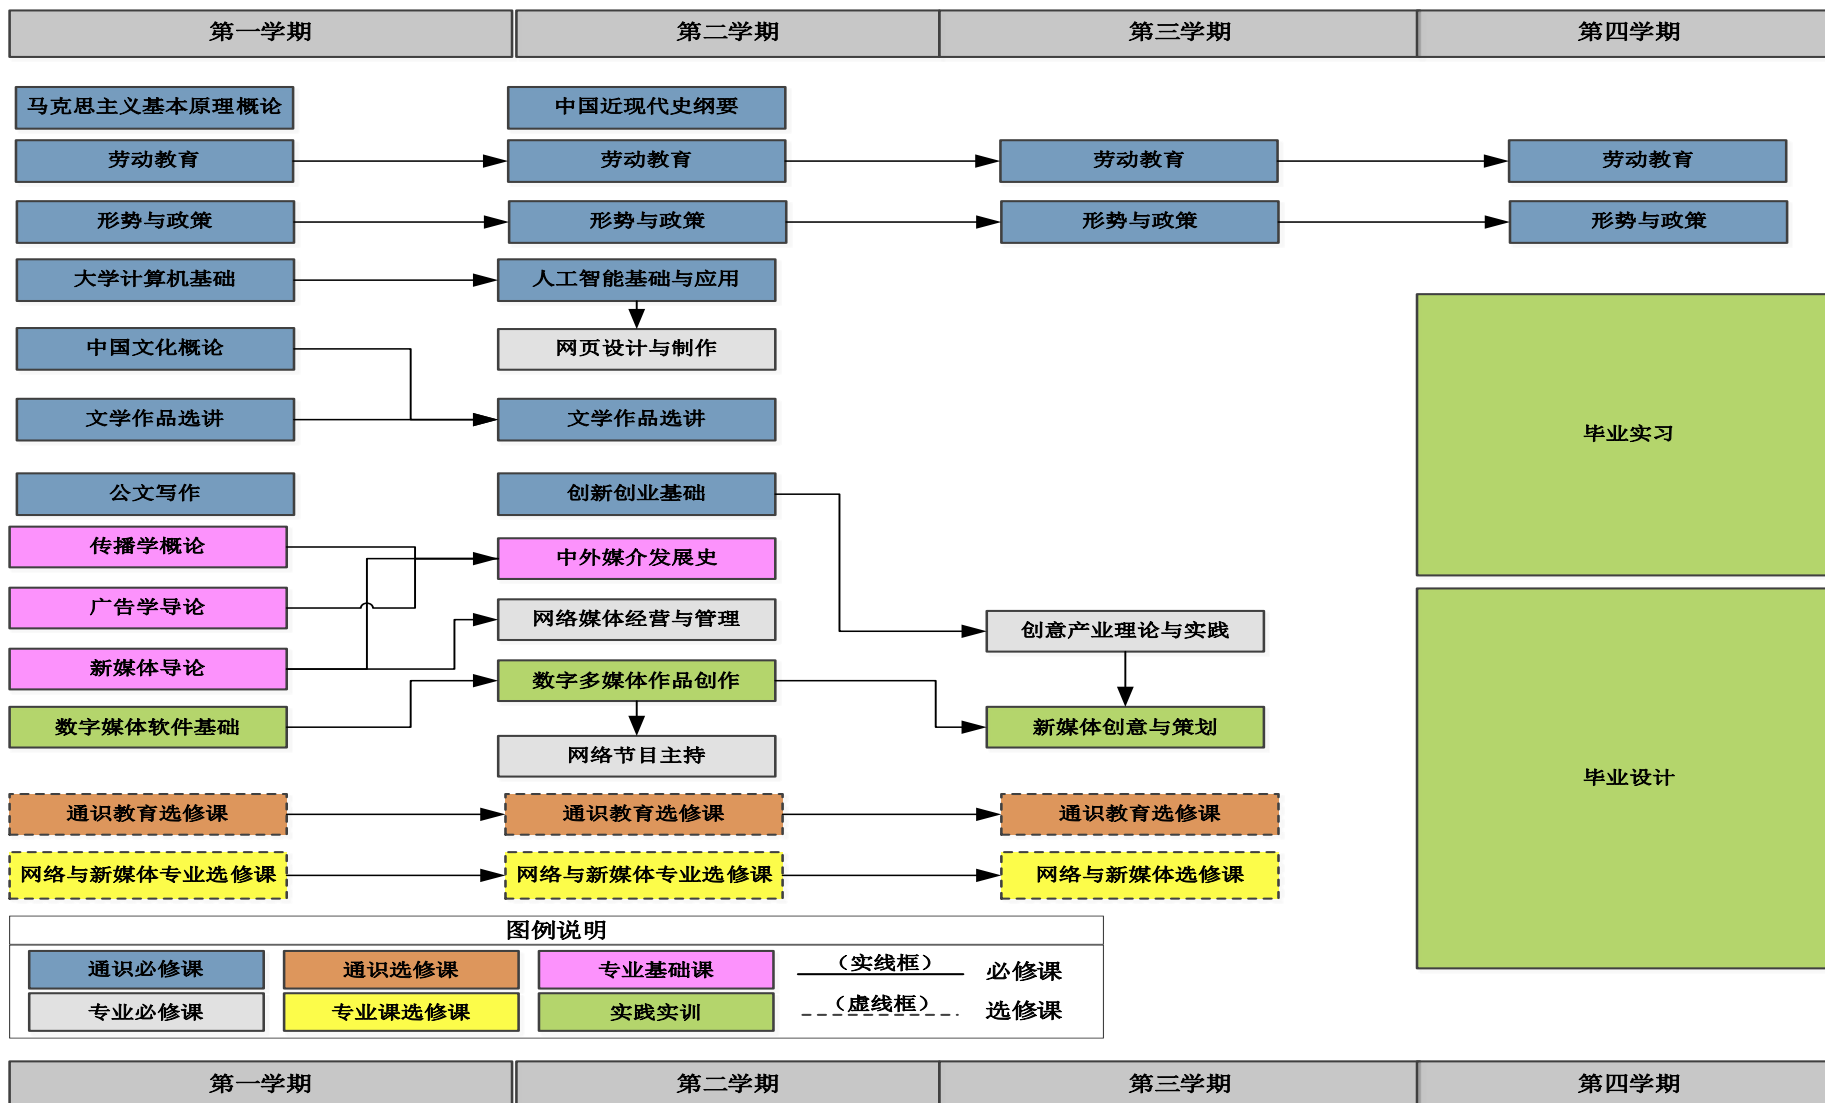 第一学期 第二学期 第三学期 第四学期
马克思主义基本原理概论 中国近现代史纲要
劳动教育 劳动教育 劳动教育 劳动教育
形势与政策 形势与政策 形势与政策 形势与政策
大学计算机基础 人工智能基础与应用
中国文化概论 网页设计与制作
文学作品选讲 文学作品选讲
毕业实习
公文写作 创新创业基础
传播学概论 中外媒介发展史
广告学导论 网络媒体经营与管理 创意产业理论与实践
新媒体导论 数字多媒体作品创作
数字媒体软件基础 新媒体创意与策划
网络节目主持
毕业设计
通识教育选修课 通识教育选修课 通识教育选修课
网络与新媒体专业选修课 网络与新媒体专业选修课 网络与新媒体选修课
图例说明
通识必修课 通识选修课 专业基础课 （实线框） 必修课
专业必修课 专业课选修课 实践实训 （虚线框） 选修课
第一学期 第二学期 第三学期 第四学期